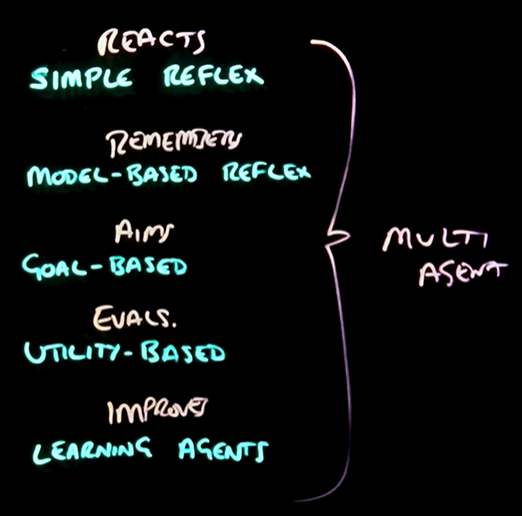 REACTS
SIMPLE REFLEX
REMEMBERS
MODEL-BASED REFLEX
AIMS
GOAL-BASED
EVALS.
UTILITY-BASED
IMPROVES
LEARNING AGENTS
MULTI
AGENT